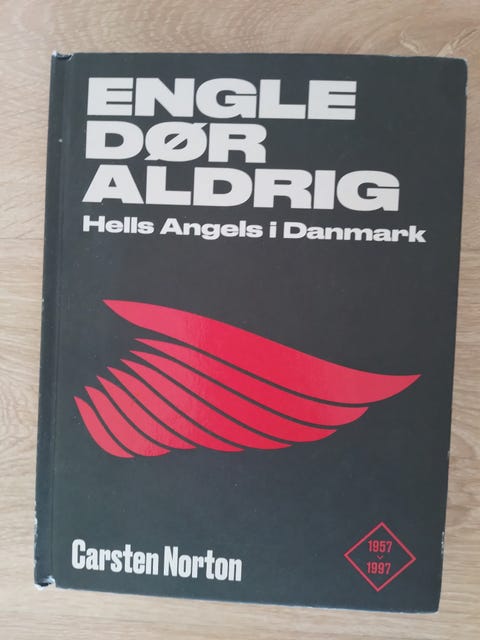 ENGLE
DØR
ALDRIG
Hells Angels i Danmark
Carsten Norton
1957
1997